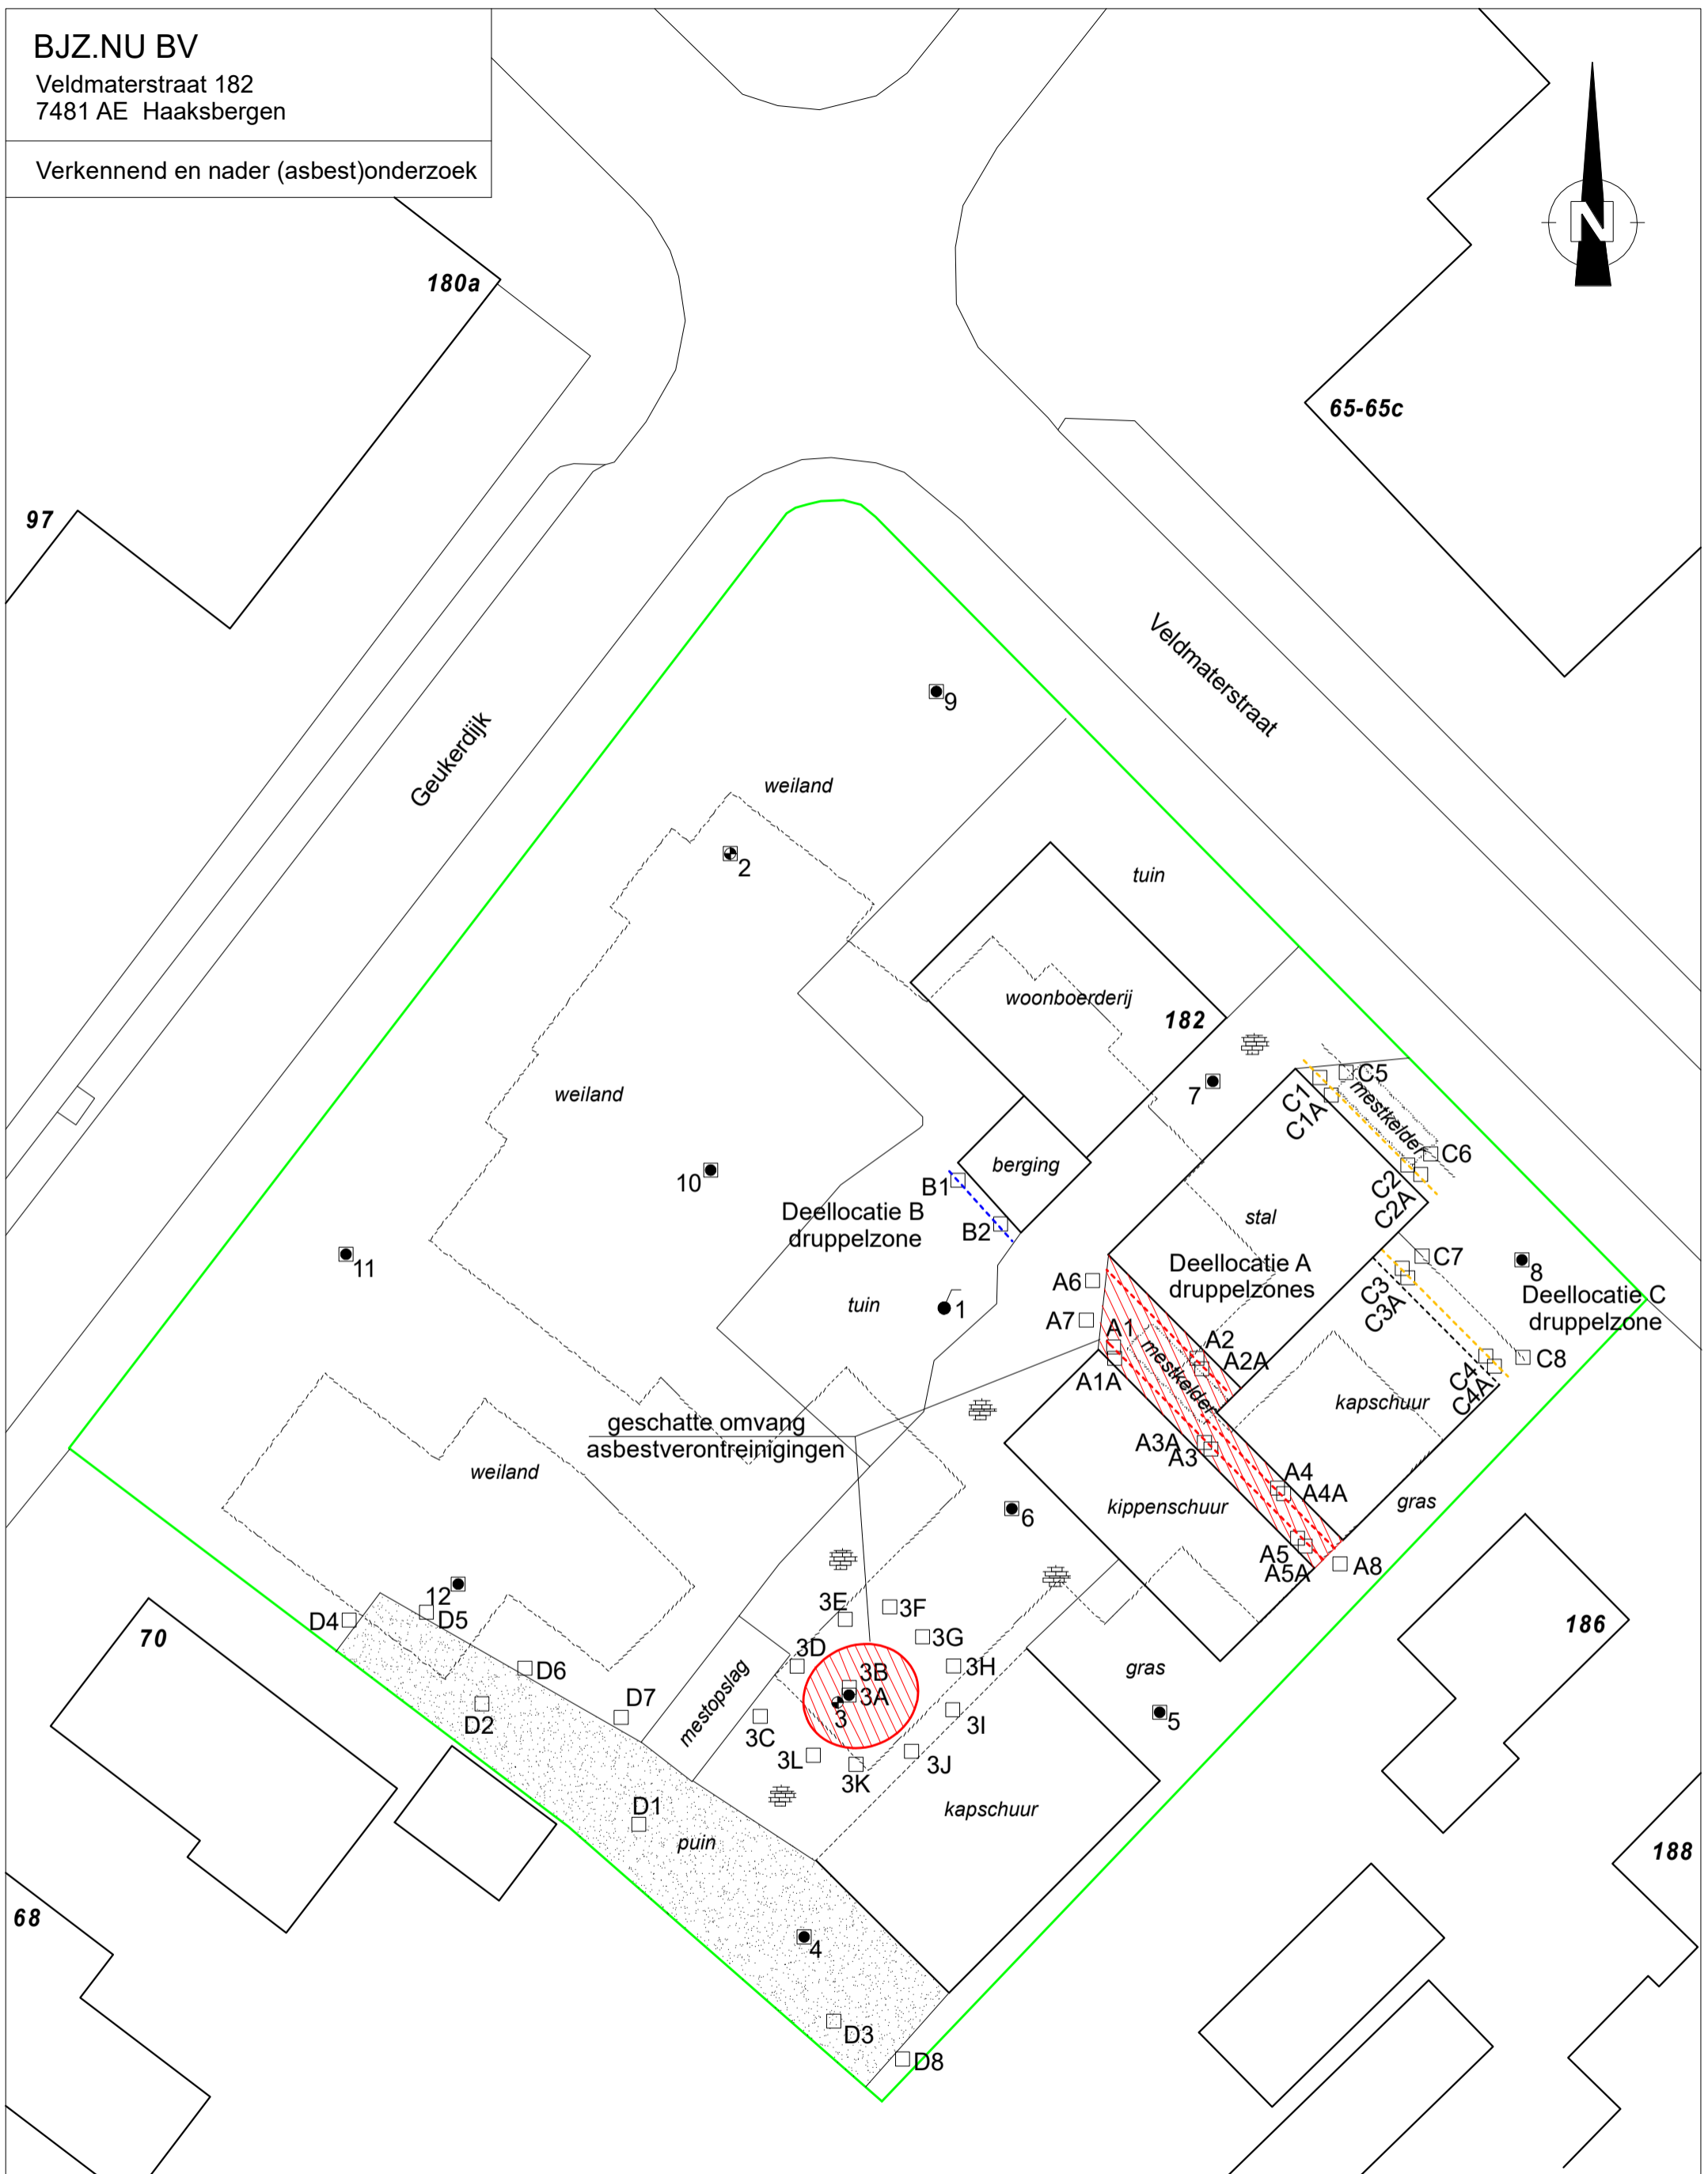 BJZ.NU BV
Veldmaterstraat 182
7481 AE  Haaksbergen
Verkennend en nader (asbest)onderzoek
N
180a
65-65c
97
Veldmaterstraat
Geukerdijk
9
weiland
2
tuin
woonboerderij
182
7
weiland
C5
C1
C1A
mestkelder
C6
C2
C2A
10
berging
B1
B2
Deellocatie B
druppelzone
stal
11
A6
A7
Deellocatie A
druppelzones
C7
8
C3
C3A
Deellocatie C
druppelzone
tuin
1
A1
A1A
mestkelder
A2
A2A
C8
C4
C4A
kapschuur
geschatte omvang
asbestverontreinigingen
A3A
A3
weiland
A4
A4A
gras
kippenschuur
6
A5
A5A
A8
12
D5
D4
70
186
3E
3F
3G
3D
3H
3B
3A
3
3C
3I
3L
3K
3J
gras
5
D6
D2
D7
mestopslag
D1
puin
kapschuur
188
68
4
D3
D8